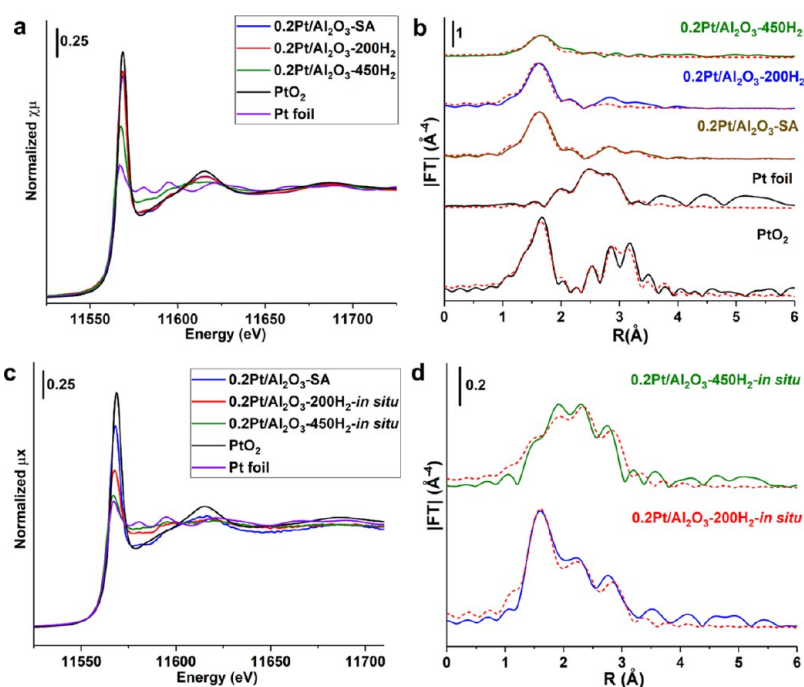 a
0.25
0.2Pt/Al₂O₃-SA
0.2Pt/Al₂O₃-200H₂
0.2Pt/Al₂O₃-450H₂
PtO₂
Pt foil
Normalized χμ
11550 11600 11650 11700
Energy (eV)
b
1
0.2Pt/Al₂O₃-450H₂
0.2Pt/Al₂O₃-200H₂
0.2Pt/Al₂O₃-SA
Pt foil
PtO₂
|FT| (Å⁻⁴)
0 1 2 3 4 5 6
R(Å)
c
0.25
0.2Pt/Al₂O₃-SA
0.2Pt/Al₂O₃-200H₂-in situ
0.2Pt/Al₂O₃-450H₂-in situ
PtO₂
Pt foil
Normalized μx
11550 11600 11650 11700
Energy (eV)
d
0.2
0.2Pt/Al₂O₃-450H₂-in situ
0.2Pt/Al₂O₃-200H₂-in situ
|FT| (Å⁻⁴)
0 1 2 3 4 5 6
R (Å)